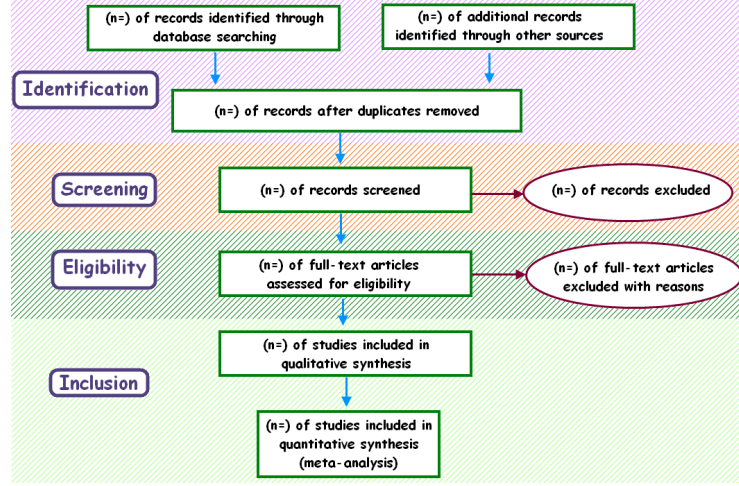 (n=) of records identified through
database searching
(n=) of additional records
identified through other sources
Identification
(n=) of records after duplicates removed
Screening
(n=) of records screened
(n=) of records excluded
Eligibility
(n=) of full-text articles
assessed for eligibility
(n=) of full-text articles
excluded with reasons
(n=) of studies included in
qualitative synthesis
Inclusion
(n=) of studies included in
quantitative synthesis
(meta-analysis)